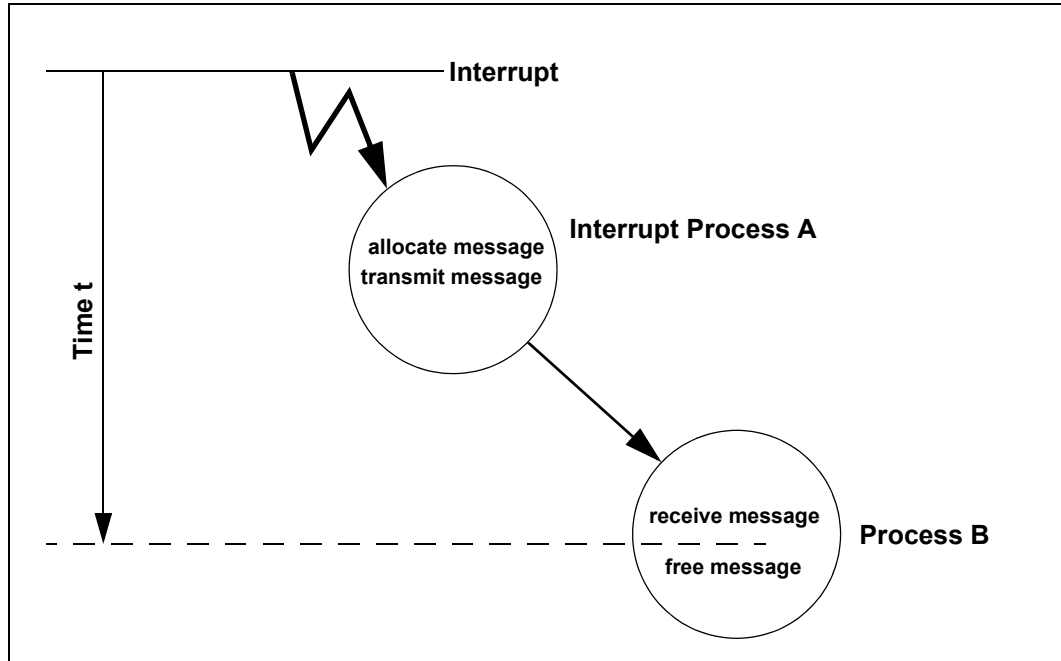 Interrupt
Interrupt Process A
allocate message
transmit message
Time t
receive message
Process B
free message